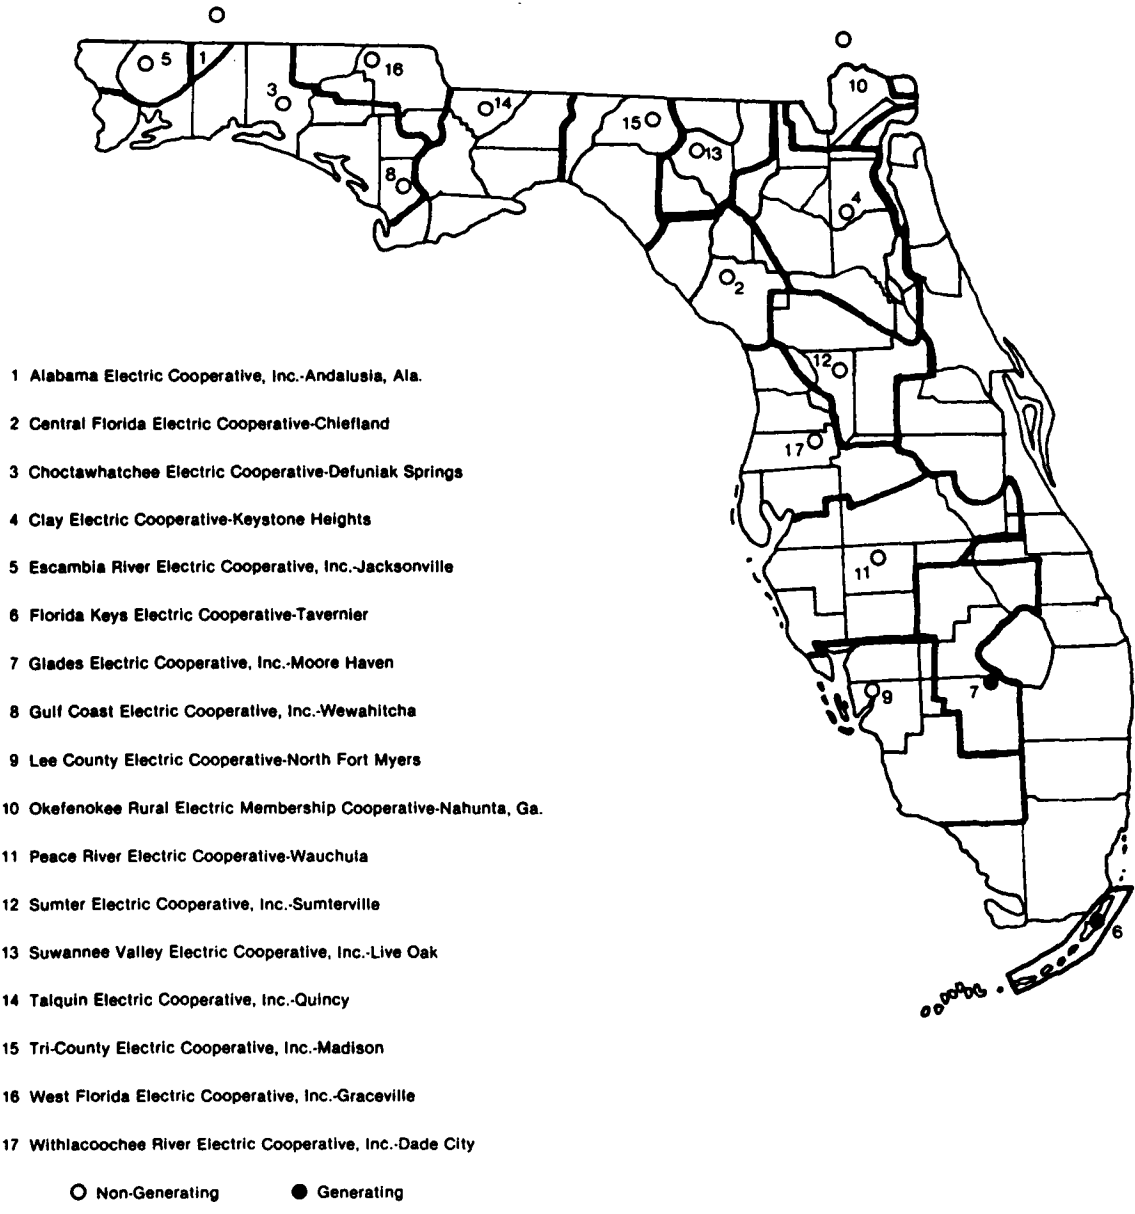 5
1
16
3
14
15
13
10
8
4
2
12
17
11
9
7
6
1 Alabama Electric Cooperative, Inc.-Andalusia, Ala.
2 Central Florida Electric Cooperative-Chiefland
3 Choctawhatchee Electric Cooperative-Defuniak Springs
4 Clay Electric Cooperative-Keystone Heights
5 Escambia River Electric Cooperative, Inc.-Jacksonville
6 Florida Keys Electric Cooperative-Tavernier
7 Glades Electric Cooperative, Inc.-Moore Haven
8 Gulf Coast Electric Cooperative, Inc.-Wewahitcha
9 Lee County Electric Cooperative-North Fort Myers
10 Okefenokee Rural Electric Membership Cooperative-Nahunta, Ga.
11 Peace River Electric Cooperative-Wauchula
12 Sumter Electric Cooperative, Inc.-Sumterville
13 Suwannee Valley Electric Cooperative, Inc.-Live Oak
14 Talquin Electric Cooperative, Inc.-Quincy
15 Tri-County Electric Cooperative, Inc.-Madison
16 West Florida Electric Cooperative, Inc.-Graceville
17 Withlacoochee River Electric Cooperative, Inc.-Dade City
Non-Generating Generating